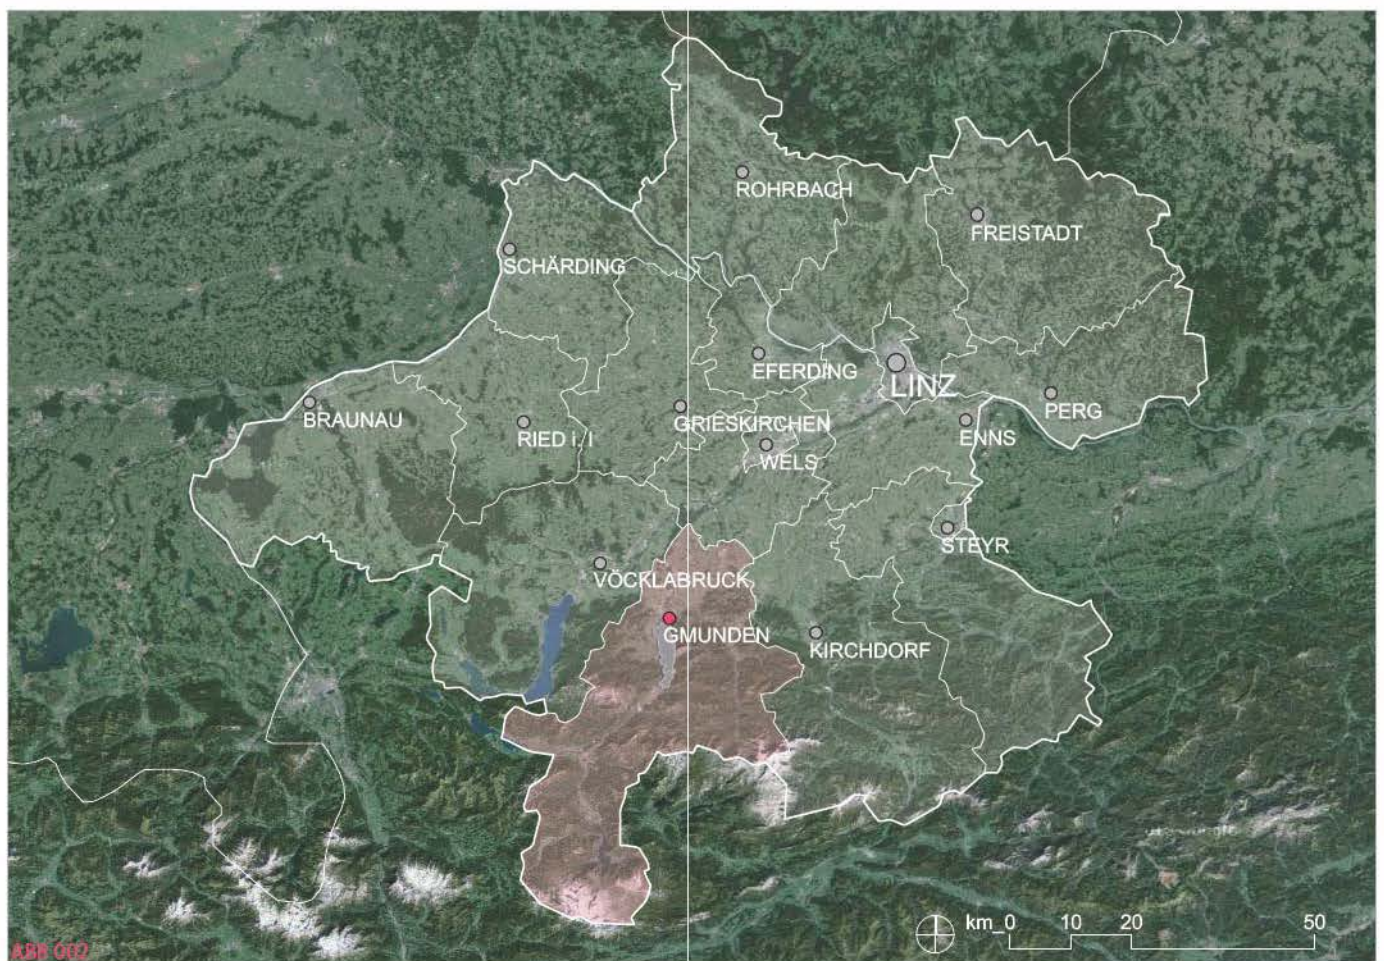 ROHRBACH
FREISTADT
SCHÄRDING
EFERDING
LINZ
BRAUNAU
RIED i. I
GRIESKIRCHEN
PERG
ENNS
WELS
STEYR
VÖCKLABRUCK
GMUNDEN
KIRCHDORF
km_0 10 20 50
ABB 002